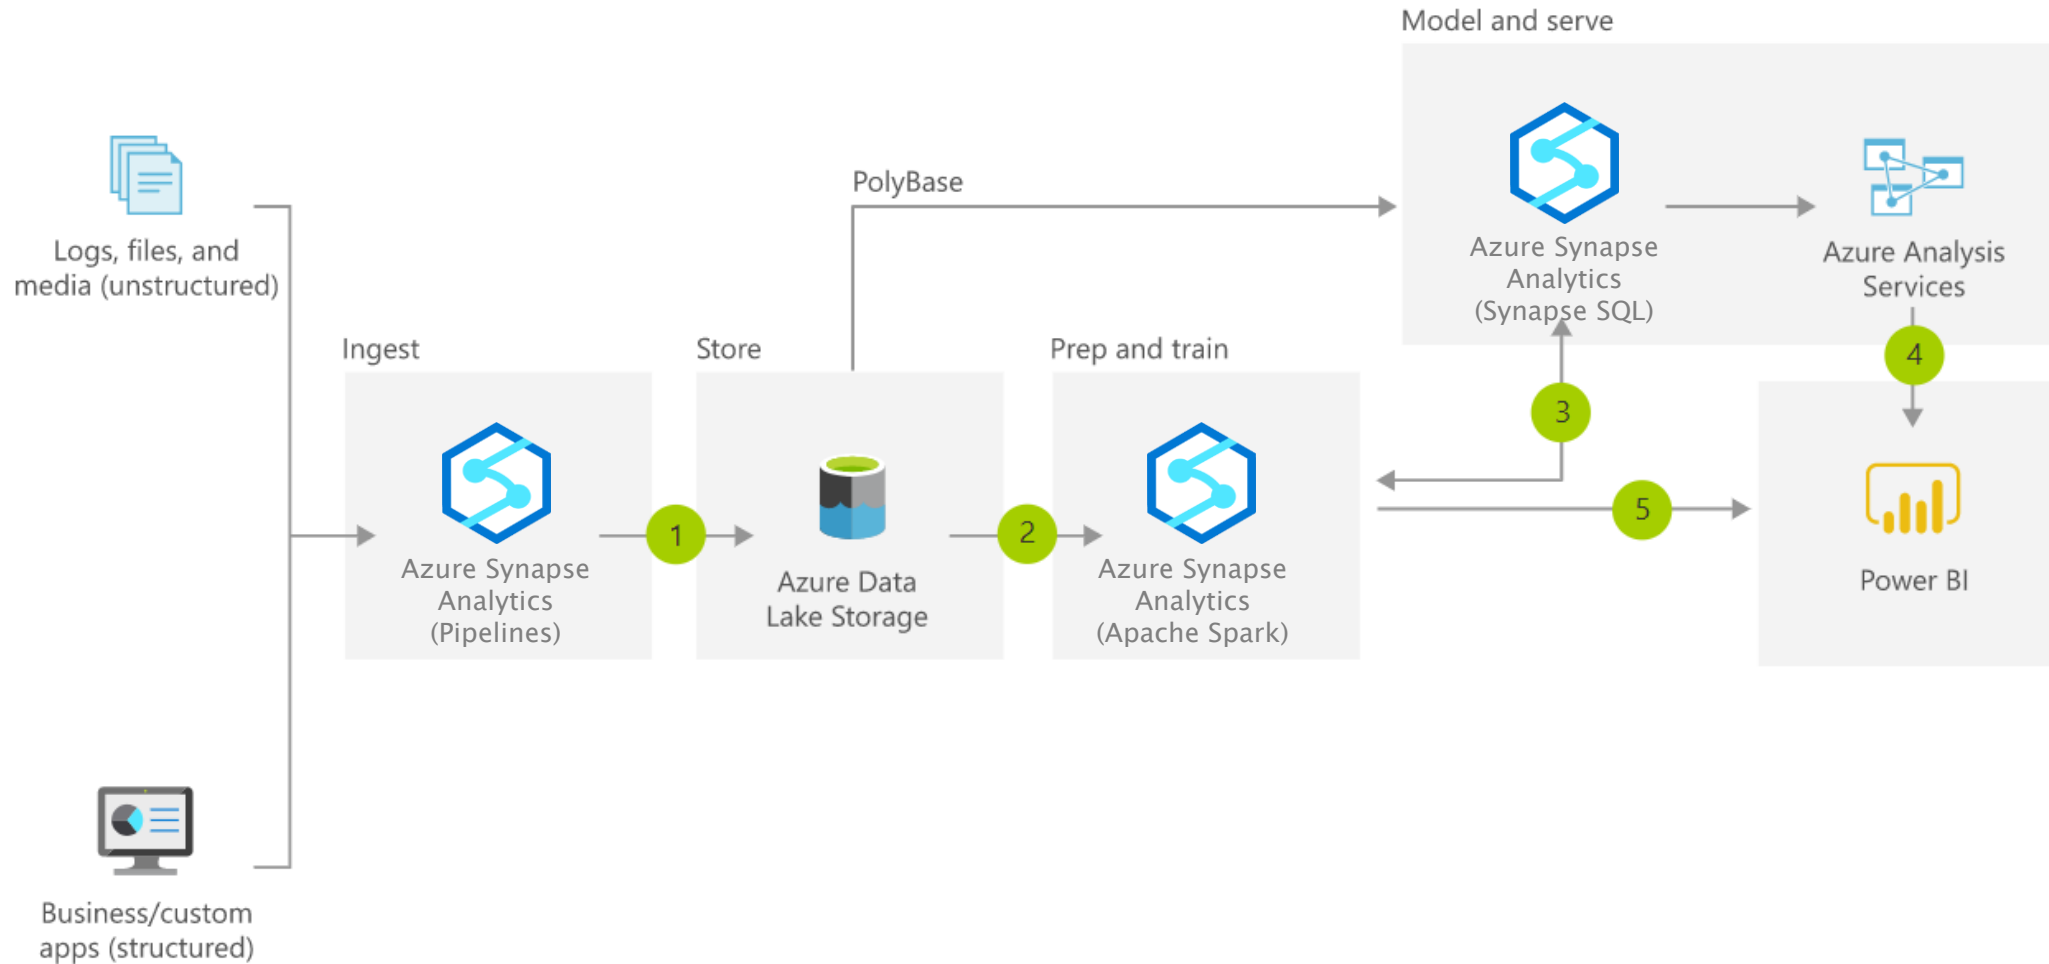 Model and serve
PolyBase
Logs, files, and
media (unstructured)
Azure Synapse
Analytics
(Synapse SQL)
Azure Analysis
Services
Ingest
Store
Prep and train
4
3
5
1
2
Azure Synapse
Analytics
(Pipelines)
Azure Data
Lake Storage
Azure Synapse
Analytics
(Apache Spark)
Power BI
Business/custom
apps (structured)